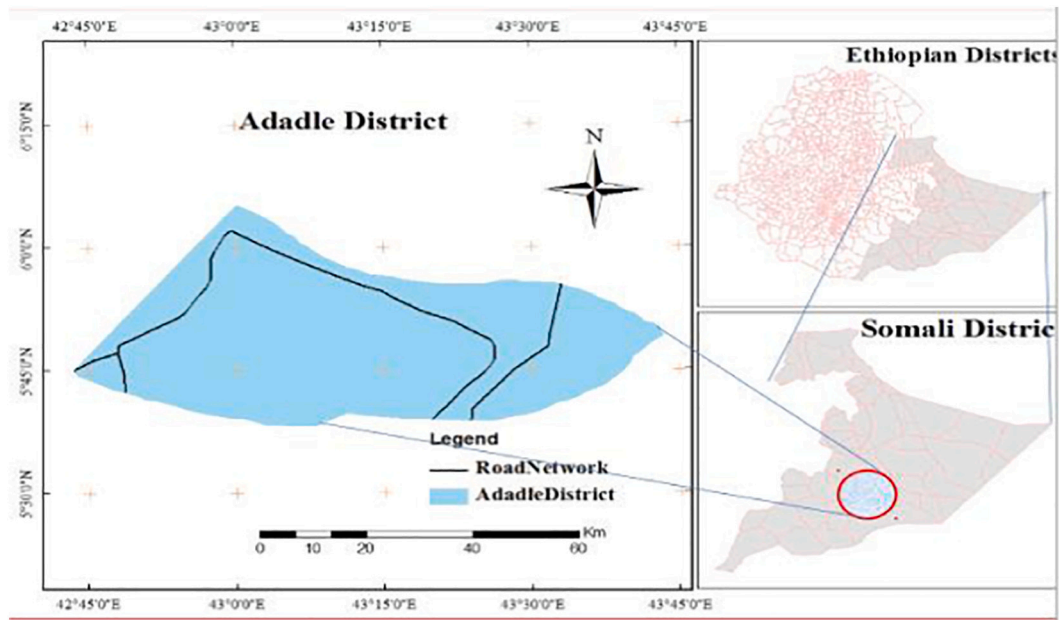 42°45'0"E 43°0'0"E 43°15'0"E 43°30'0"E 43°45'0"E
Adadle District
N
6°15'0"N
6°0'0"N
5°45'0"N
5°30'0"N
Legend
RoadNetwork
AdadleDistrict
Km
0 10 20 40 60
42°45'0"E 43°0'0"E 43°15'0"E 43°30'0"E 43°45'0"E
Ethiopian Districts
Somali Distric